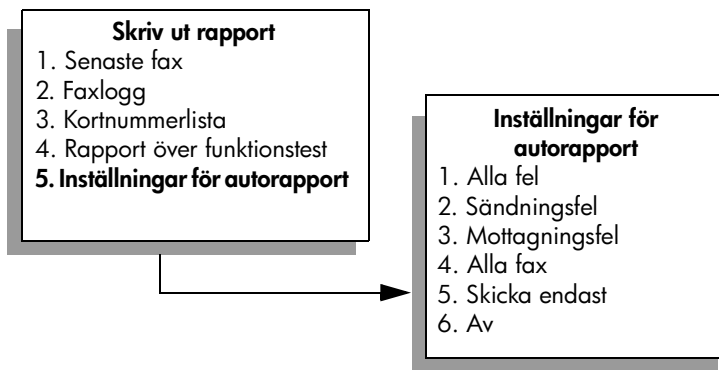 Skriv ut rapport
1. Senaste fax
2. Faxlogg
3. Kortnummerlista
4. Rapport över funktionstest
5. Inställningar för autorapport
Inställningar för
autorapport
1. Alla fel
2. Sändningsfel
3. Mottagningsfel
4. Alla fax
5. Skicka endast
6. Av